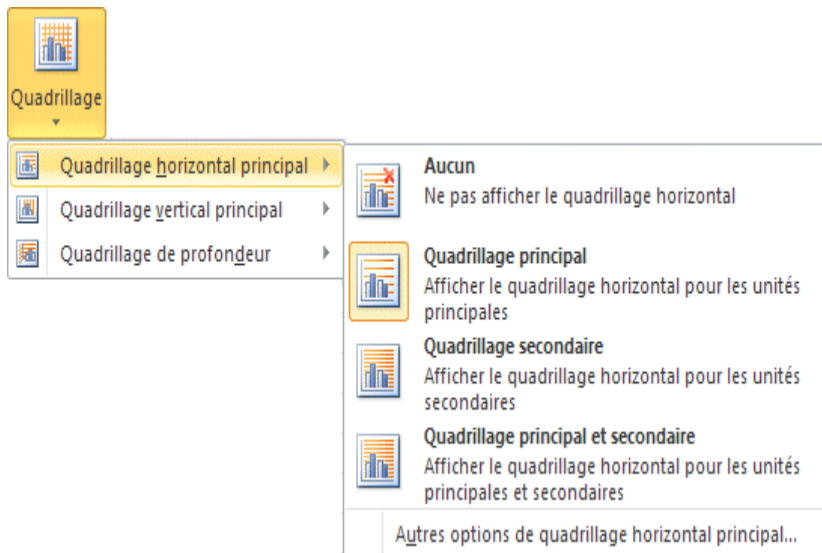 Quadrillage
Quadrillage horizontal principal
Quadrillage vertical principal
Quadrillage de profondeur
Aucun
Ne pas afficher le quadrillage horizontal
Quadrillage principal
Afficher le quadrillage horizontal pour les unités
principales
Quadrillage secondaire
Afficher le quadrillage horizontal pour les unités
secondaires
Quadrillage principal et secondaire
Afficher le quadrillage horizontal pour les unités
principales et secondaires
Autres options de quadrillage horizontal principal...